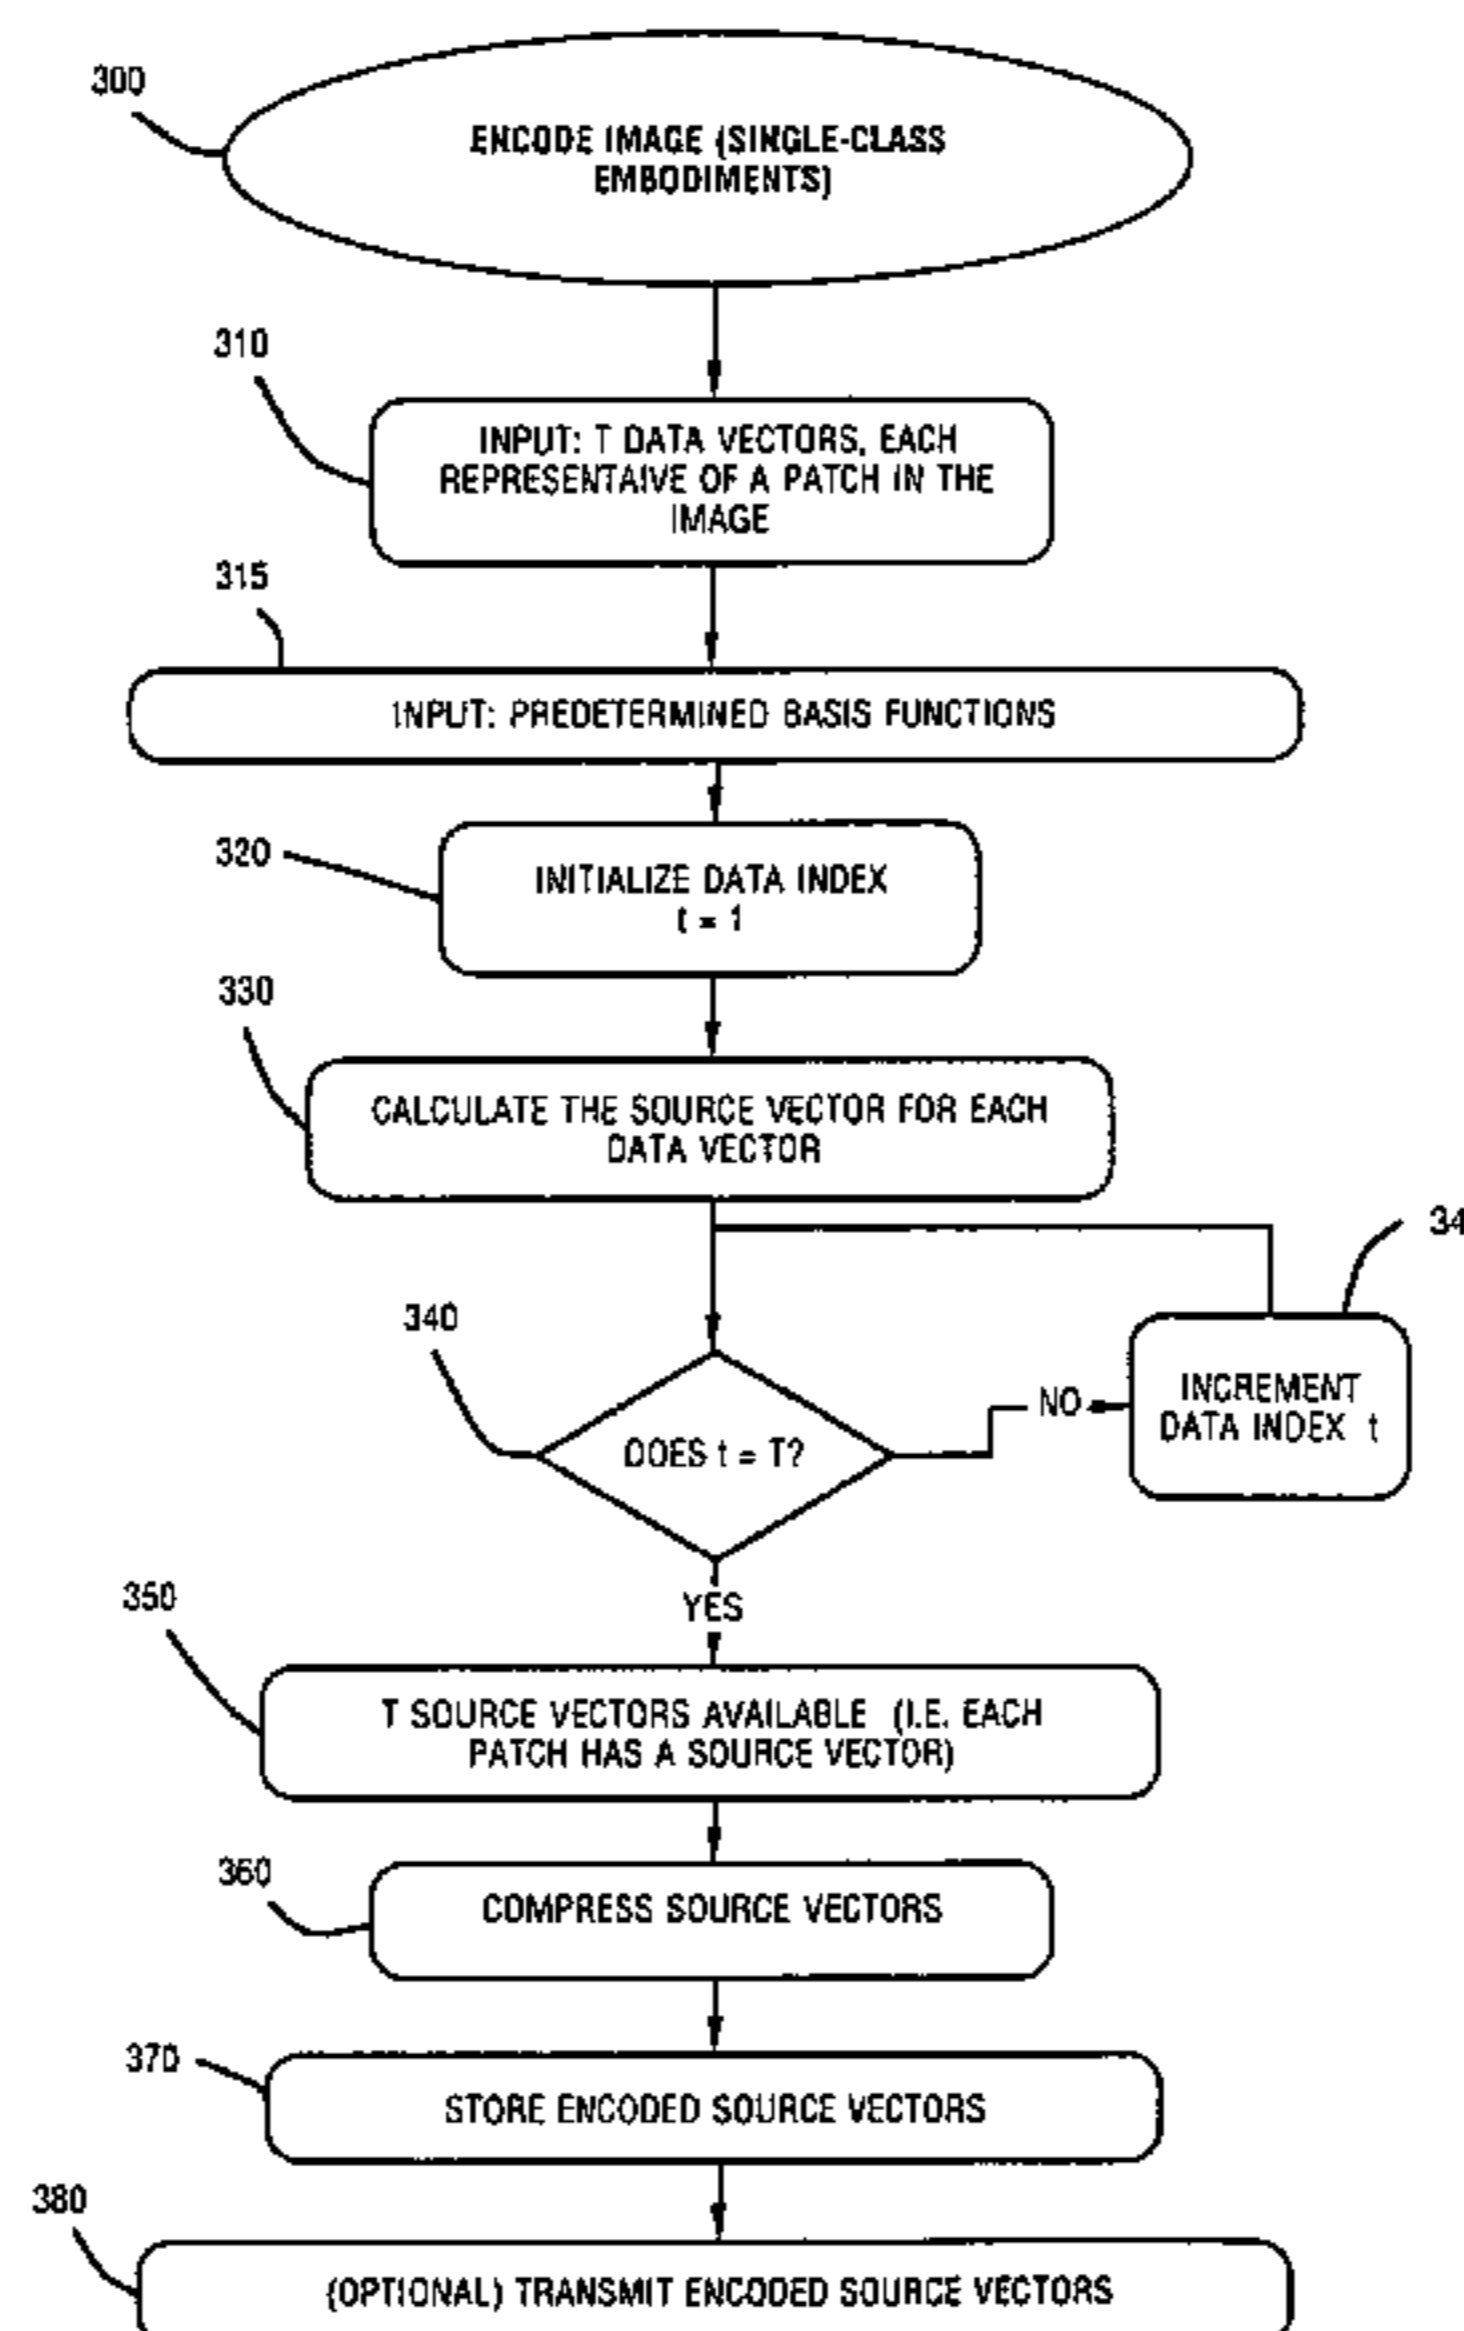 300
ENCODE IMAGE (SINGLE-CLASS
EMBODIMENTS)
310
INPUT: T DATA VECTORS, EACH
REPRESENTAIVE OF A PATCH IN THE
IMAGE
315
INPUT: PREDETERMINED BASIS FUNCTIONS
320
INITIALIZE DATA INDEX
t = 1
330
CALCULATE THE SOURCE VECTOR FOR EACH
DATA VECTOR
34
340
DOES t = T?
NO
INCREMENT
DATA INDEX t
YES
350
T SOURCE VECTORS AVAILABLE (I.E. EACH
PATCH HAS A SOURCE VECTOR)
360
COMPRESS SOURCE VECTORS
370
STORE ENCODED SOURCE VECTORS
380
(OPTIONAL) TRANSMIT ENCODED SOURCE VECTORS